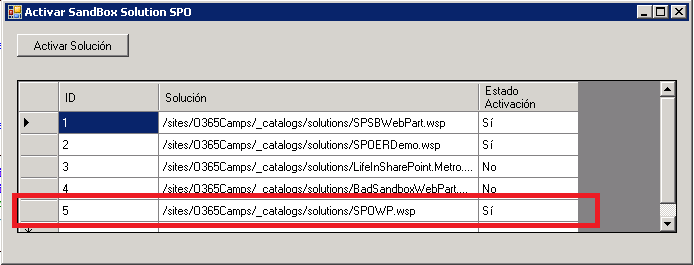 Activar SandBox Solution SPO
Activar Solución
ID Solución Estado Activación
1 /sites/O365Camps/_catalogs/solutions/SPSBWebPart.wsp Sí
2 /sites/O365Camps/_catalogs/solutions/SPOERDemo.wsp Sí
3 /sites/O365Camps/_catalogs/solutions/LifeInSharePoint.Metro.... No
4 /sites/O365Camps/_catalogs/solutions/BadSandboxWebPart.... No
5 /sites/O365Camps/_catalogs/solutions/SPOWP.wsp Sí